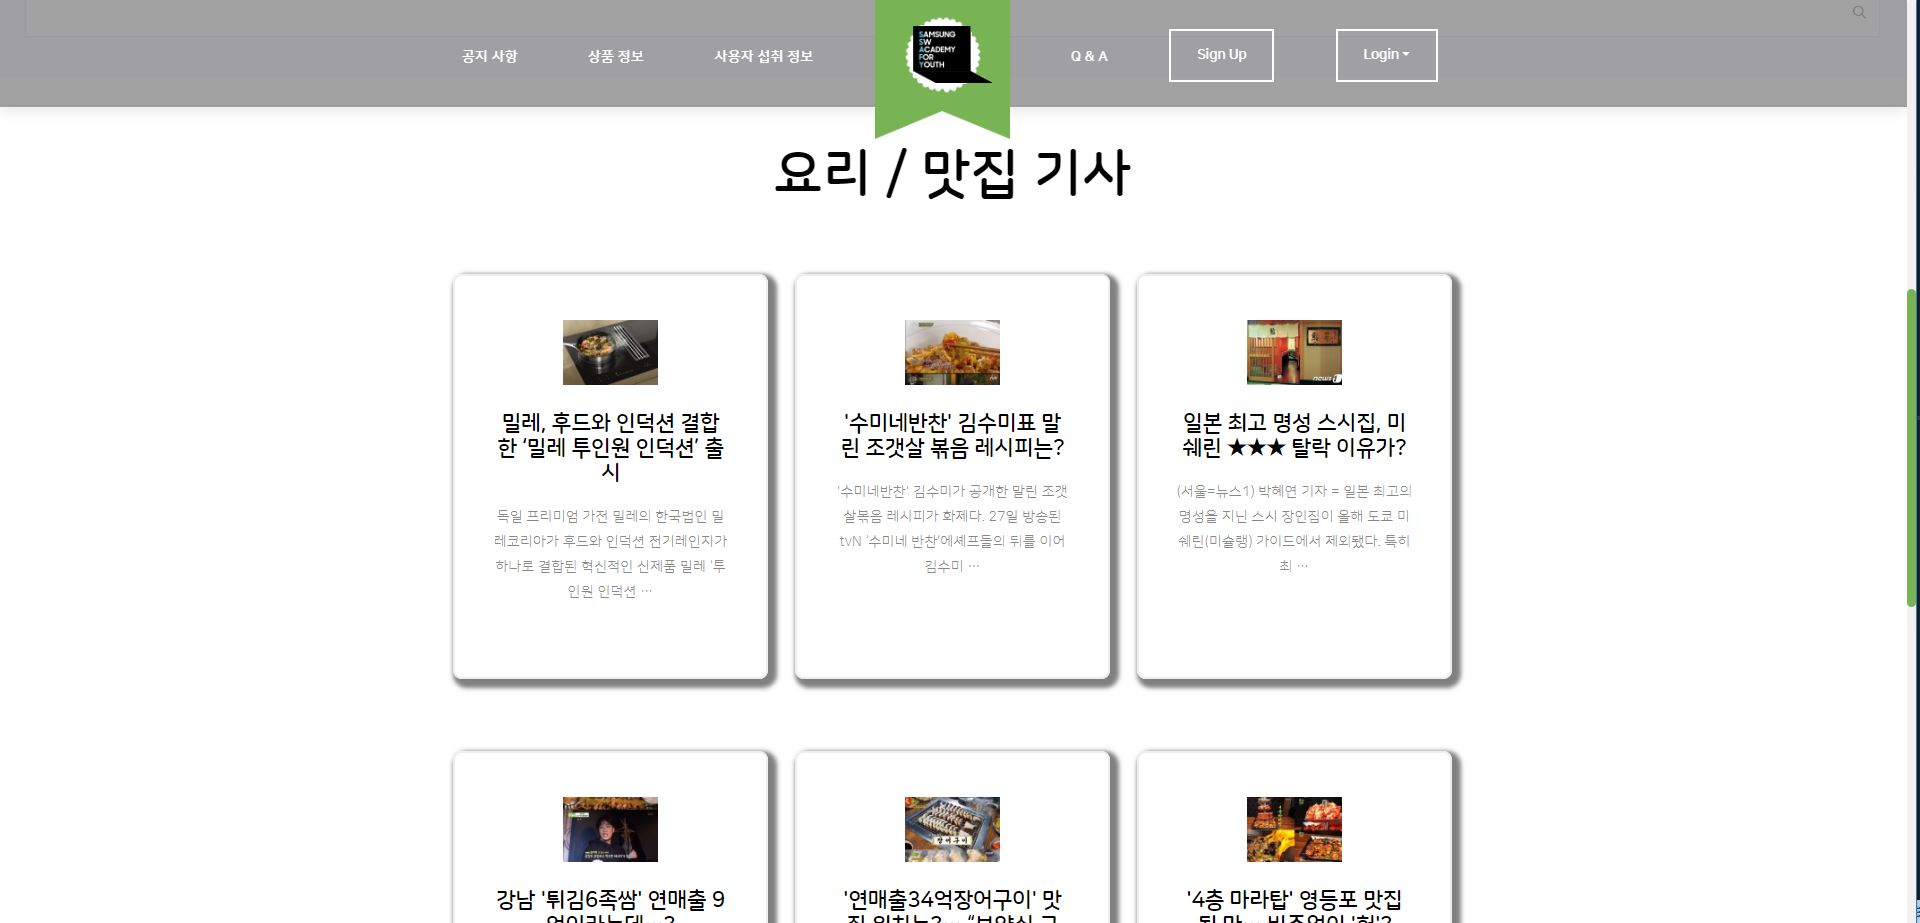 공지 사항
상품 정보
사용자 섭취 정보
SAMSUNG
SW
ACADEMY
FOR
YOUTH
Q & A
Sign Up
Login
요리 / 맛집 기사
밀레, 후드와 인덕션 결합
한 ‘밀레 투인원 인덕션’ 출
시
독일 프리미엄 가전 밀레의 한국법인 밀
레코리아가 후드와 인덕션 전기레인지가
하나로 결합된 혁신적인 신제품 밀레 '투
인원 인덕션 …
'수미네반찬' 김수미표 말
린 조갯살 볶음 레시피는?
'수미네반찬' 김수미가 공개한 말린 조갯
살볶음 레시피가 화제다. 27일 방송된
tvN '수미네 반찬'에셰프들의 뒤를 이어
김수미 …
news1
일본 최고 명성 스시집, 미
쉐린 ★★★ 탈락 이유가?
(서울=뉴스1) 박혜연 기자 = 일본 최고의
명성을 지닌 스시 장인집이 올해 도쿄 미
쉐린(미슐랭) 가이드에서 제외됐다. 특히
최 …
강남 '튀김6족쌈' 연매출 9
장어구이
'연매출34억장어구이' 맛
'4층 마라탑' 영등포 맛집